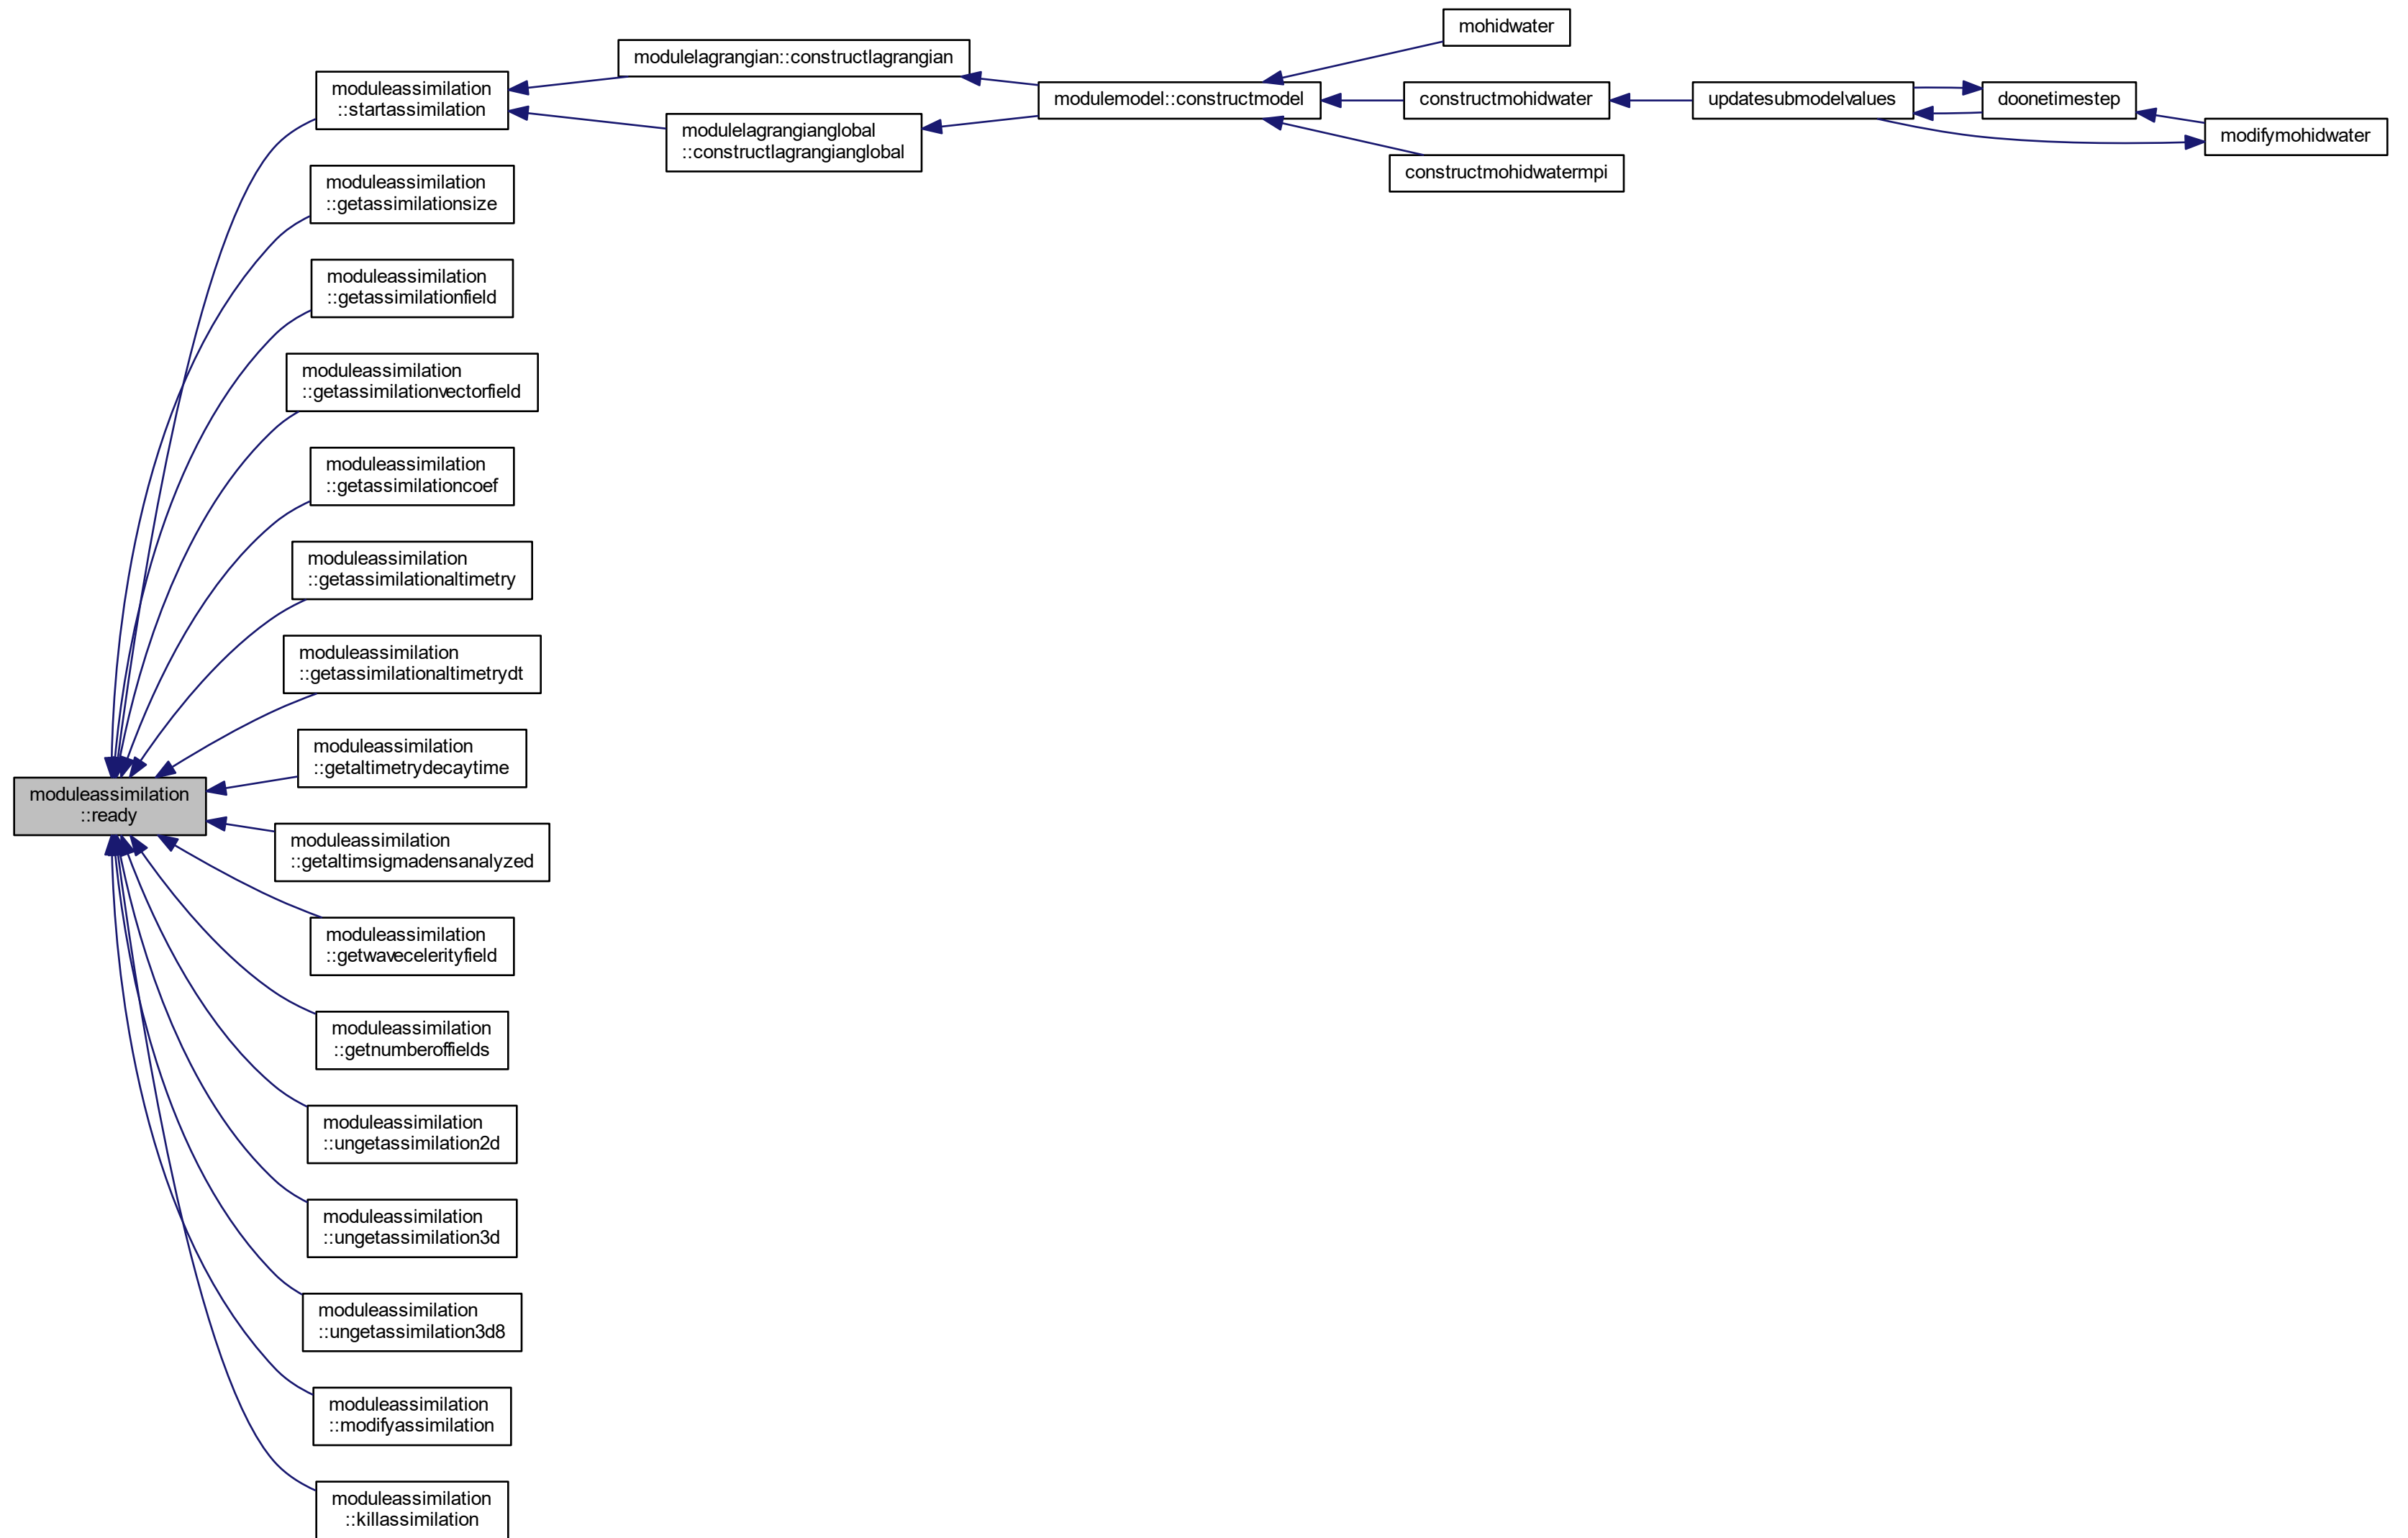 mohidwater
modulelagrangian::constructlagrangian
moduleassimilation
::startassimilation
modulemodel::constructmodel
constructmohidwater
updatesubmodelvalues
doonetimestep
modulelagrangianglobal
::constructlagrangianglobal
modifymohidwater
constructmohidwatermpi
moduleassimilation
::getassimilationsize
moduleassimilation
::getassimilationfield
moduleassimilation
::getassimilationvectorfield
moduleassimilation
::getassimilationcoef
moduleassimilation
::getassimilationaltimetry
moduleassimilation
::getassimilationaltimetrydt
moduleassimilation
::getaltimetrydecaytime
moduleassimilation
::ready
moduleassimilation
::getaltimsigmadensanalyzed
moduleassimilation
::getwavecelerityfield
moduleassimilation
::getnumberoffields
moduleassimilation
::ungetassimilation2d
moduleassimilation
::ungetassimilation3d
moduleassimilation
::ungetassimilation3d8
moduleassimilation
::modifyassimilation
moduleassimilation
::killassimilation